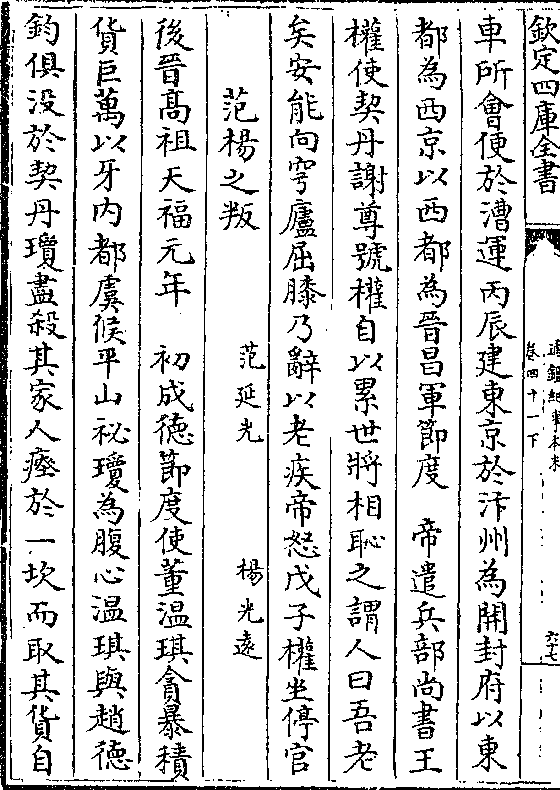 欽定四庫全書
通鑑紀事本末
卷四十一下
六十七
車所會便於漕運丙辰建東京於汴州為開封府以東
都為西京以西都為晉昌軍節度　帝遣兵部尚書王
權使契丹謝尊號權自以累世將相恥之謂人曰吾老
矣安能向穹廬屈膝乃辭以老疾帝怒戊子權坐停官
范楊之叛　范延光　楊光遠
後晉高祖天福元年　初成德節度使董溫琪貪暴積
貨巨萬以牙內都虞候平山祕瓊為腹心溫琪與趙德
鈞俱没於契丹瓊盡殺其家人瘞於一坎而取其貨自